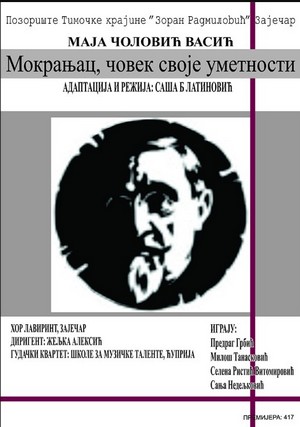 Позориште Тимочке крајине "Зоран Радмиловић" Зајечар
МАЈА ЧОЛОВИЋ ВАСИЋ
Мокрањац, човек своје уметности
АДАПТАЦИЈА И РЕЖИЈА: САША Б ЛАТИНОВИЋ
ХОР ЛАВИРИНТ, ЗАЈЕЧАР
ДИРИГЕНТ: ЖЕЉКА АЛЕКСИЋ
ГУДАЧКИ КВАРТЕТ: ШКОЛЕ ЗА МУЗИЧКЕ ТАЛЕНТЕ, ЋУПРИЈА
ИГРАЈУ:
Предраг Грбић
Милош Танасковић
Селена Ристић Витомировић
Сања Недељковић
ПРЕМИЈЕРА: 417